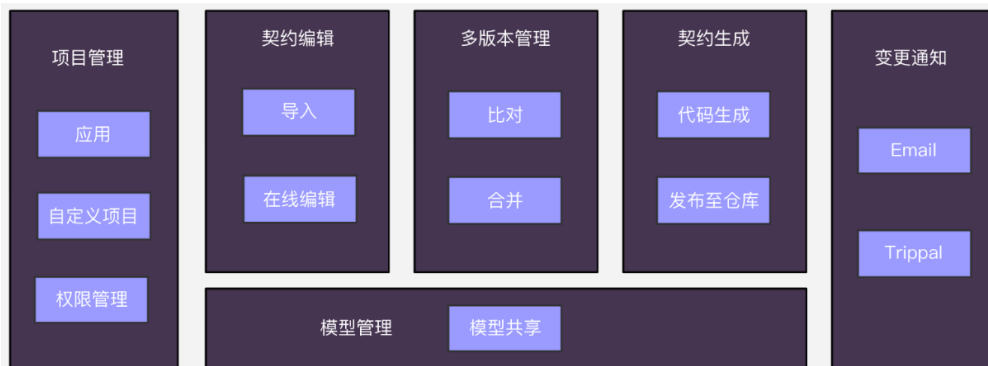 项目管理
应用
自定义项目
权限管理
契约编辑
导入
在线编辑
多版本管理
比对
合并
契约生成
代码生成
发布至仓库
模型管理
模型共享
变更通知
Email
Trippal